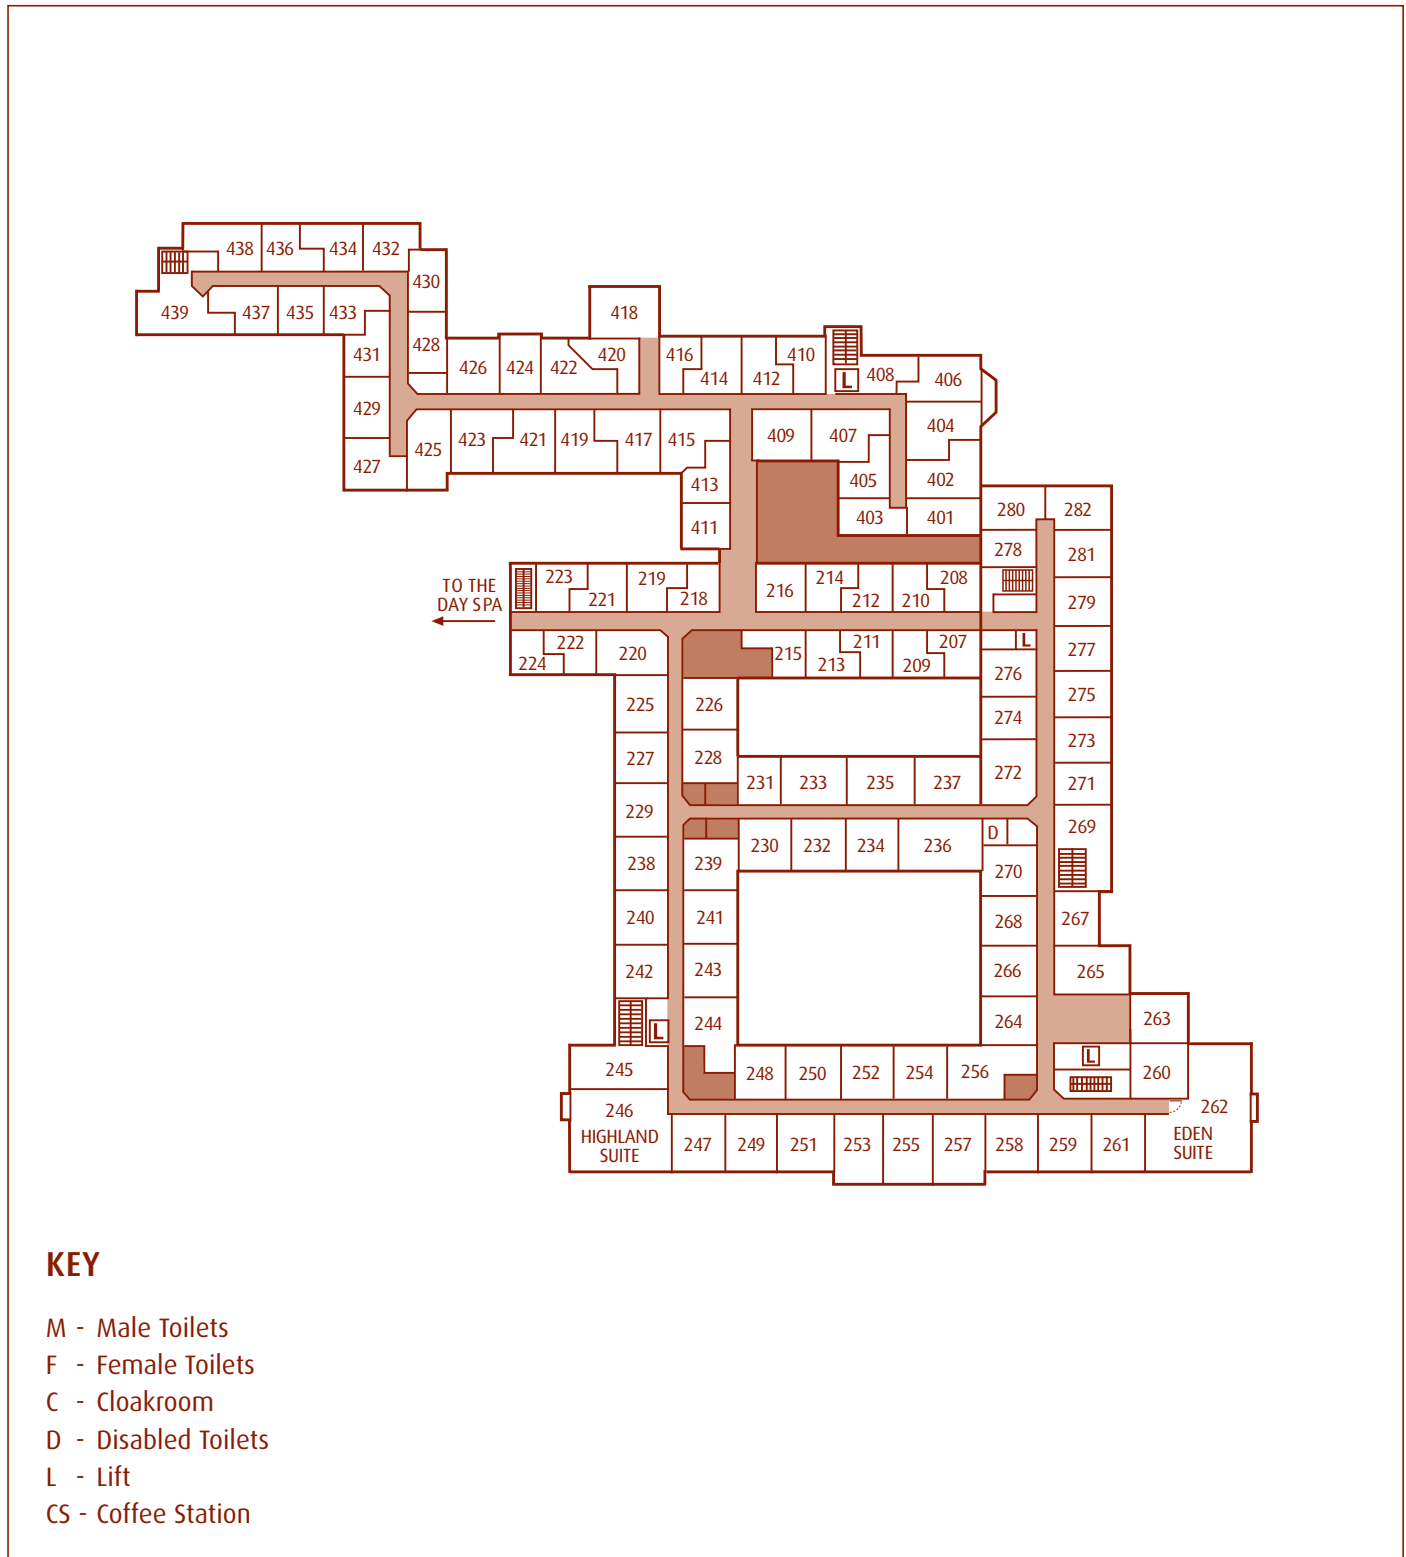 438 436 434 432
430
439 437 435 433
418
431 428 426 424 422 420 416 414 412 410 L 408 406
429 425 423 421 419 417 415 409 407 404
427 413 405 402
411 403 401
280 282
278 281
TO THE
DAY SPA
223 221 219 218 216 214 212 210 208 279
224 222 220 215 213 211 209 207 L 277
276
225 226 274 275
227 228 272 273
231 233 235 237 271
229 230 232 234 236 D 269
238 239 270
240 241 268 267
242 243 266 265
L 244 264 263
245 248 250 252 254 256 L 260
246
HIGHLAND
SUITE
247 249 251 253 255 257 258 259 261
262
EDEN
SUITE
KEY
M - Male Toilets
F - Female Toilets
C - Cloakroom
D - Disabled Toilets
L - Lift
CS - Coffee Station